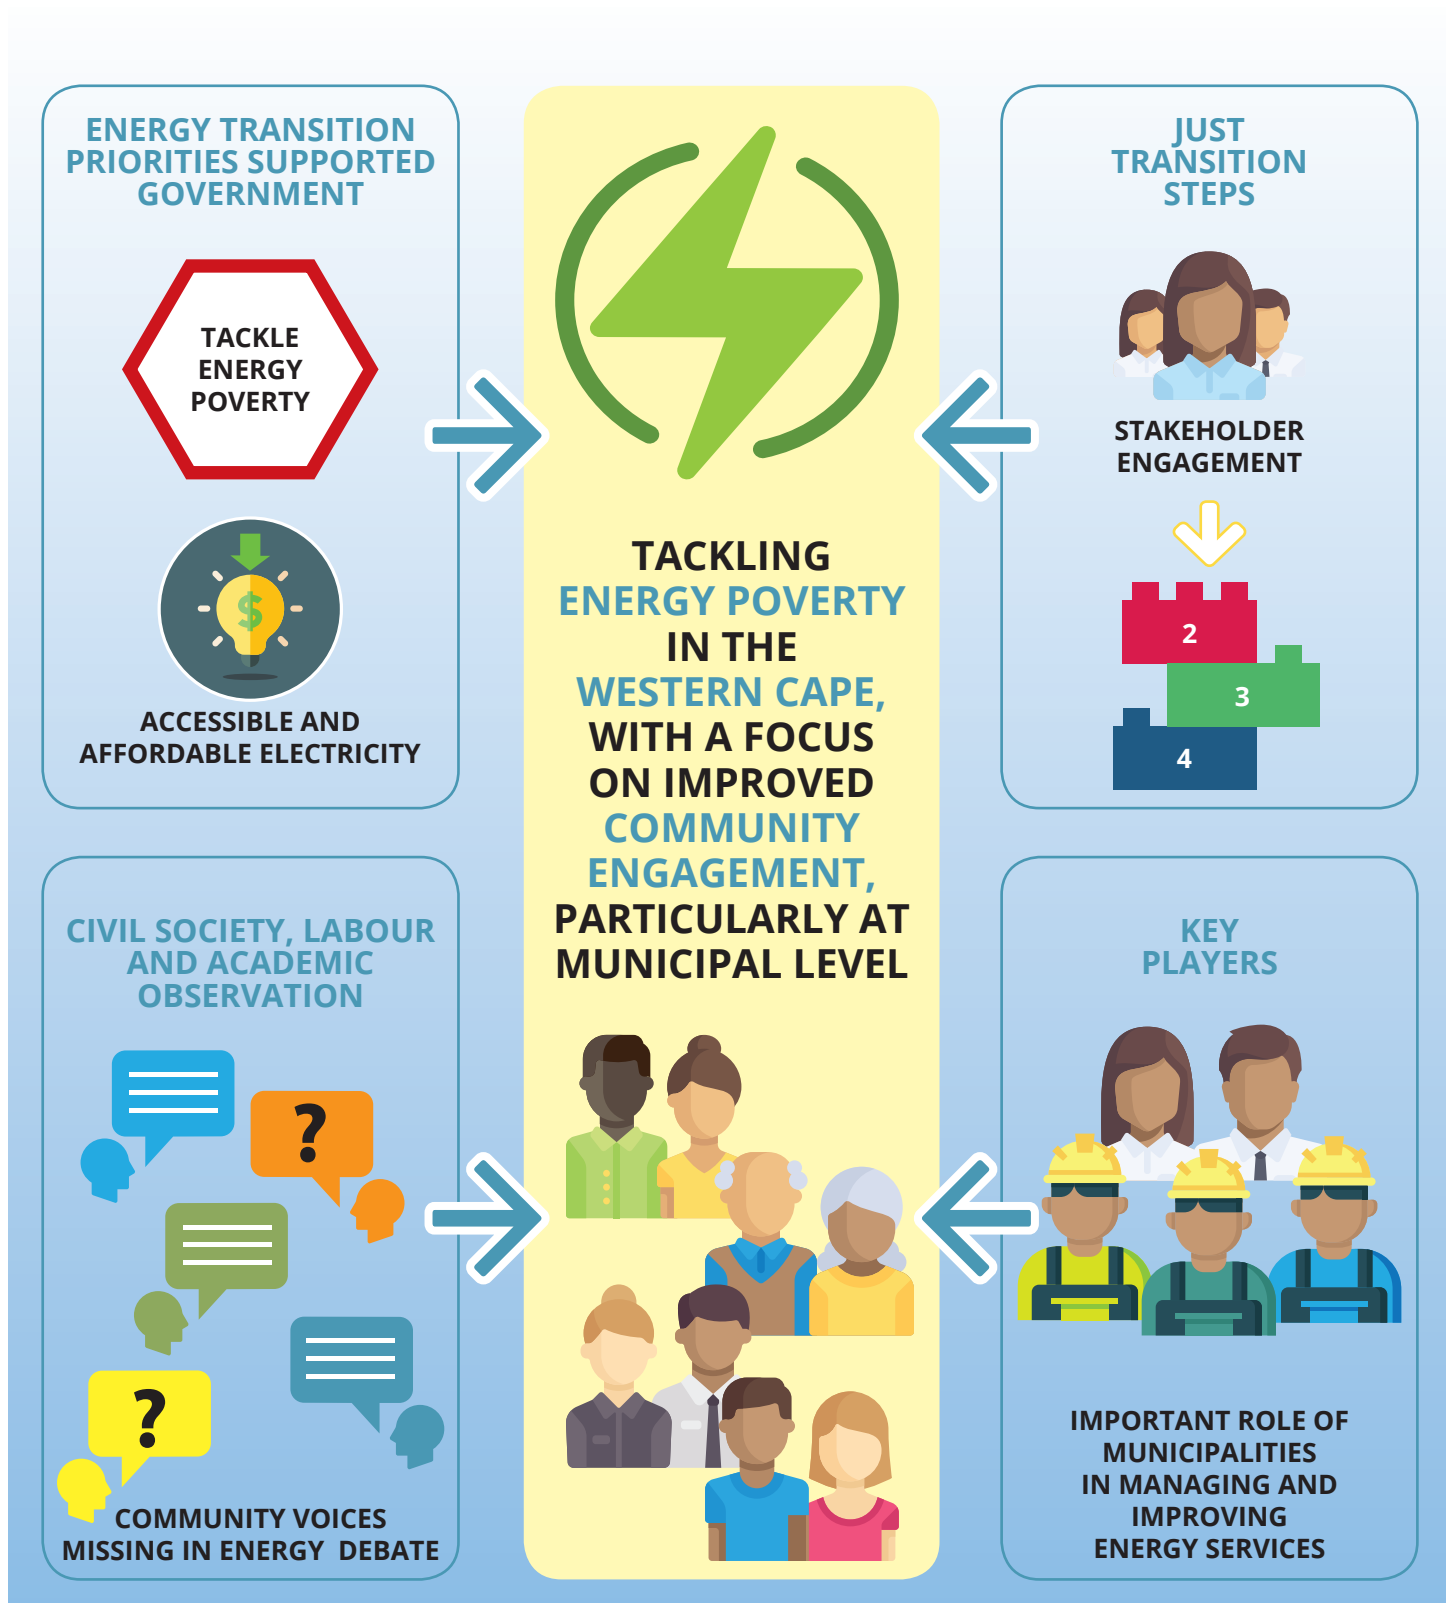 ENERGY TRANSITION
PRIORITIES SUPPORTED
GOVERNMENT
TACKLE
ENERGY
POVERTY
$
ACCESSIBLE AND
AFFORDABLE ELECTRICITY
CIVIL SOCIETY, LABOUR
AND ACADEMIC
OBSERVATION
?
?
COMMUNITY VOICES
MISSING IN ENERGY DEBATE
TACKLING
ENERGY POVERTY
IN THE
WESTERN CAPE,
WITH A FOCUS
ON IMPROVED
COMMUNITY
ENGAGEMENT,
PARTICULARLY AT
MUNICIPAL LEVEL
JUST
TRANSITION
STEPS
STAKEHOLDER
ENGAGEMENT
2
3
4
KEY
PLAYERS
IMPORTANT ROLE OF
MUNICIPALITIES
IN MANAGING AND
IMPROVING
ENERGY SERVICES